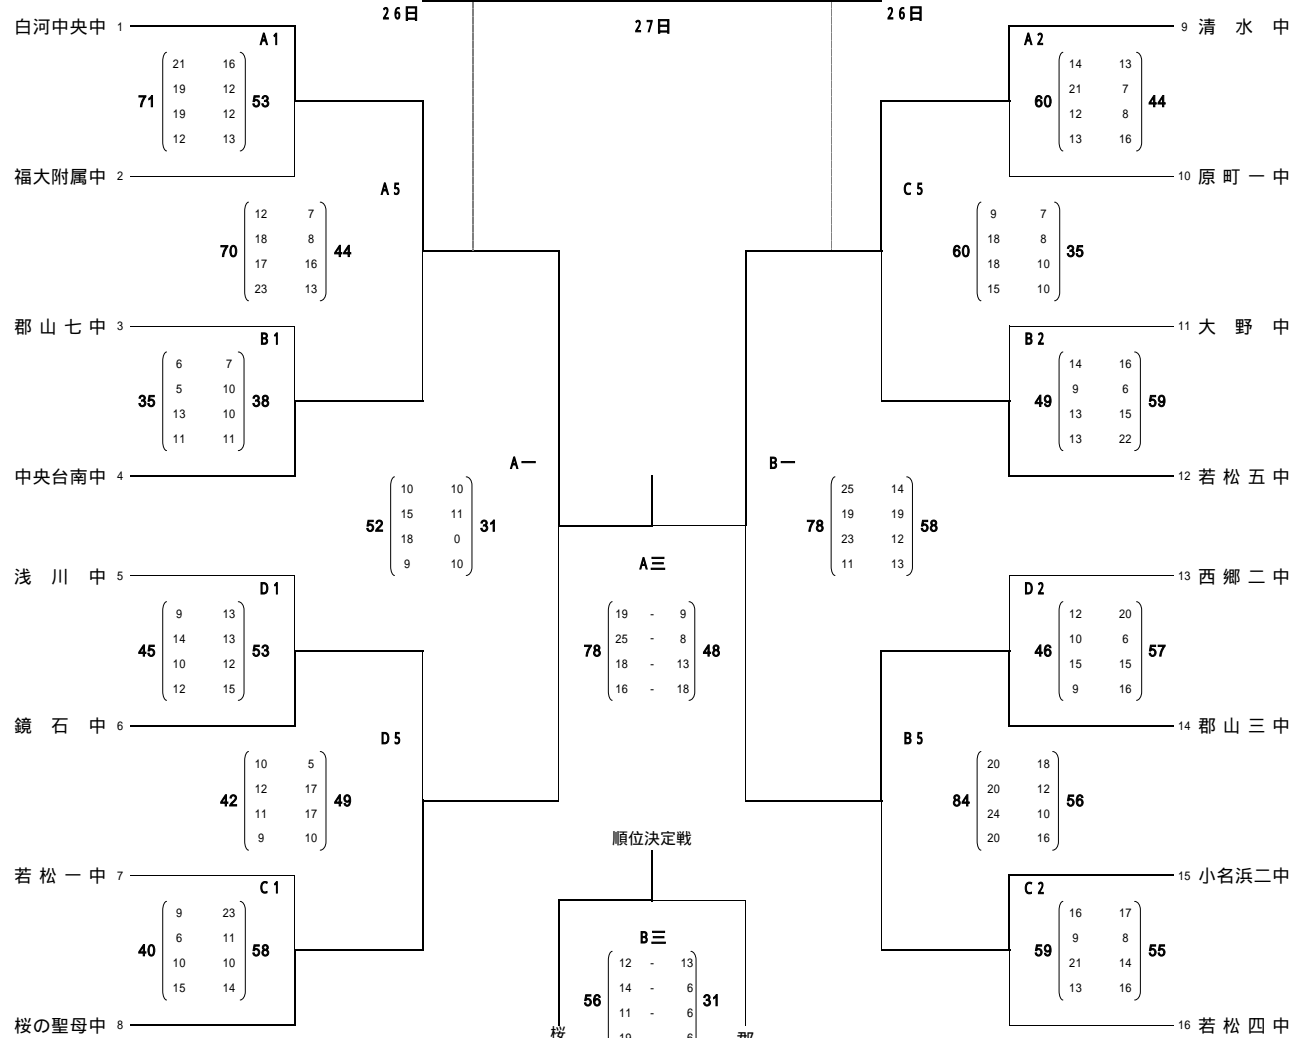 26日 27日 26日
白河中央中 1
A1
71 53
21 16
19 12
19 12
12 13
福大附属中 2
A5
70 44
12 7
18 8
17 16
23 13
郡山七中 3
B1
35 38
6 7
5 10
13 10
11 11
中央台南中 4
A一
52 31
10 10
15 11
18 0
9 10
浅川中 5
D1
45 53
9 13
14 13
10 12
12 15
鏡石中 6
D5
42 49
10 5
12 17
11 17
9 10
若松一中 7
C1
40 58
9 23
6 11
10 10
15 14
桜の聖母中 8
A三
78 48
19 - 9
25 - 8
18 - 13
16 - 18
順位決定戦
B三
56 31
12 - 13
14 - 6
11 - 6
19 - 6
桜 郡
9 清水中
A2
60 44
14 13
21 7
12 8
13 16
10 原町一中
C5
60 35
9 7
18 8
18 10
15 10
11 大野中
B2
49 59
14 16
9 6
13 15
13 22
12 若松五中
B一
78 58
25 14
19 19
23 12
11 13
13 西郷二中
D2
46 57
12 20
10 6
15 15
9 16
14 郡山三中
B5
84 56
20 18
20 12
24 10
20 16
15 小名浜二中
C2
59 55
16 17
9 8
21 14
13 16
16 若松四中